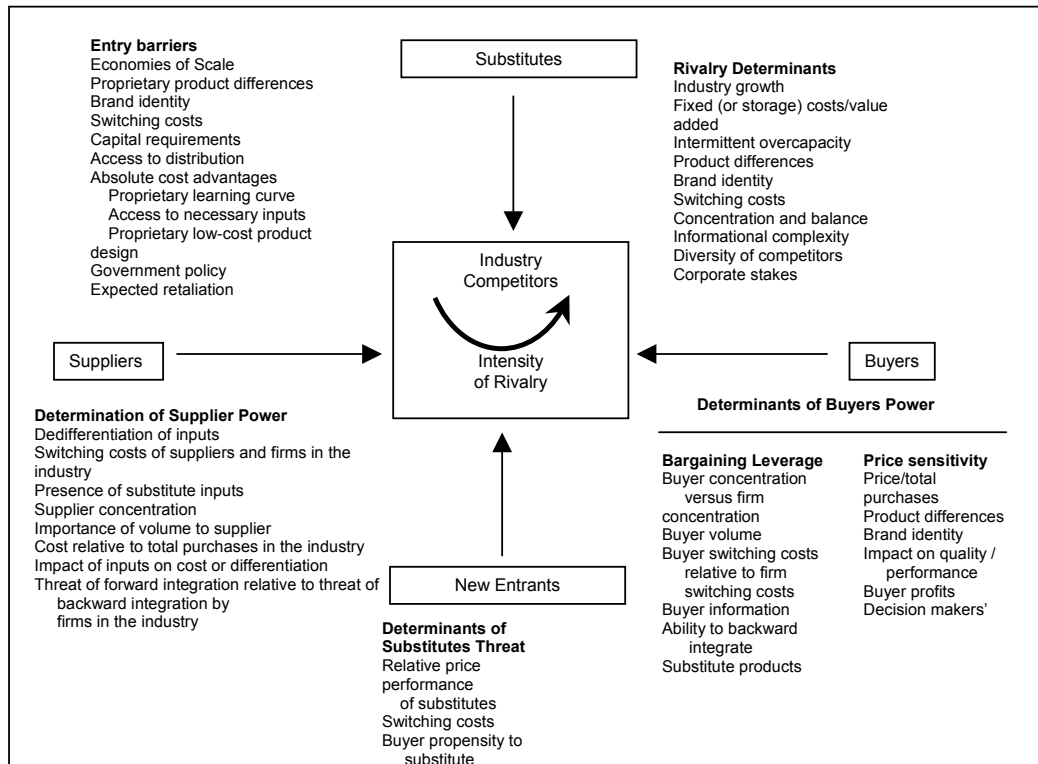 Entry barriers
Economies of Scale
Proprietary product differences
Brand identity
Switching costs
Capital requirements
Access to distribution
Absolute cost advantages
Proprietary learning curve
Access to necessary inputs
Proprietary low-cost product
design
Government policy
Expected retaliation
Substitutes
Rivalry Determinants
Industry growth
Fixed (or storage) costs/value
added
Intermittent overcapacity
Product differences
Brand identity
Switching costs
Concentration and balance
Informational complexity
Diversity of competitors
Corporate stakes
Industry
Competitors
Intensity
of Rivalry
Suppliers
Buyers
Determination of Supplier Power
Dedifferentiation of inputs
Switching costs of suppliers and firms in the
industry
Presence of substitute inputs
Supplier concentration
Importance of volume to supplier
Cost relative to total purchases in the industry
Impact of inputs on cost or differentiation
Threat of forward integration relative to threat of
backward integration by
firms in the industry
New Entrants
Determinants of
Substitutes Threat
Relative price
performance
of substitutes
Switching costs
Buyer propensity to
substitute
Determinants of Buyers Power
Bargaining Leverage
Buyer concentration
versus firm
concentration
Buyer volume
Buyer switching costs
relative to firm
switching costs
Buyer information
Ability to backward
integrate
Substitute products
Price sensitivity
Price/total
purchases
Product differences
Brand identity
Impact on quality /
performance
Buyer profits
Decision makers’